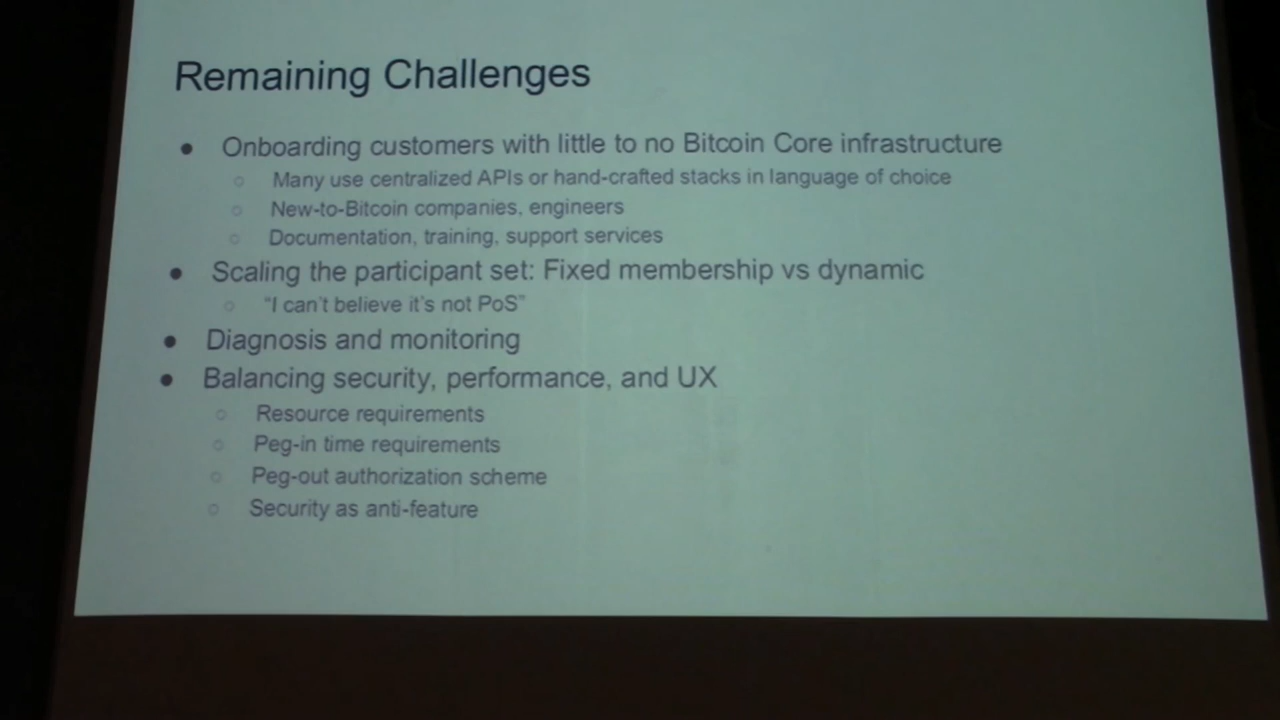 Remaining Challenges
● Onboarding customers with little to no Bitcoin Core infrastructure
○ Many use centralized APIs or hand-crafted stacks in language of choice
○ New-to-Bitcoin companies, engineers
○ Documentation, training, support services
● Scaling the participant set: Fixed membership vs dynamic
○ "I can't believe it's not PoS"
● Diagnosis and monitoring
● Balancing security, performance, and UX
○ Resource requirements
○ Peg-in time requirements
○ Peg-out authorization scheme
○ Security as anti-feature